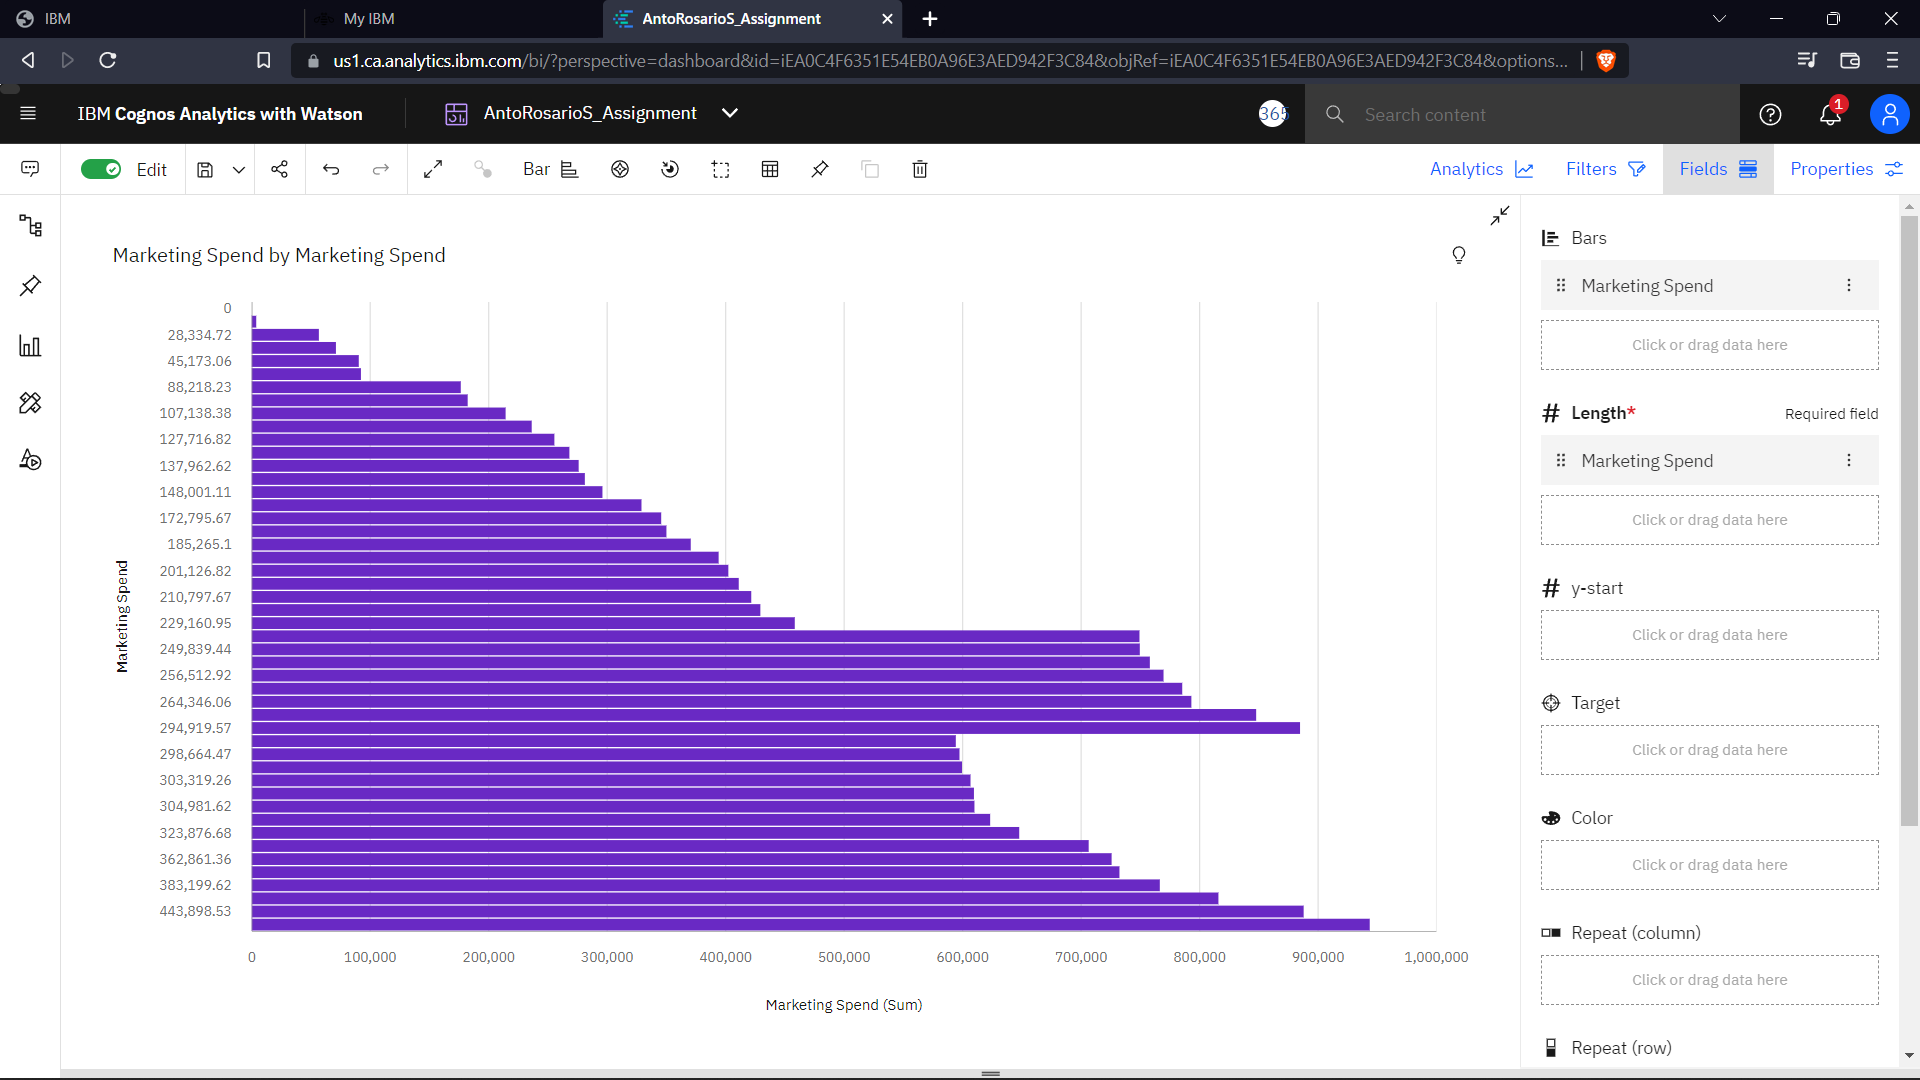 IBM
My IBM
AntoRosarioS_Assignment
us1.ca.analytics.ibm.com/bi/?perspective=dashboard&id=iEA0C4F6351E54EB0A96E3AED942F3C84&objRef=iEA0C4F6351E54EB0A96E3AED942F3C84&options...
IBM Cognos Analytics with Watson
AntoRosarioS_Assignment
365
Search content
1
Edit
Bar
Analytics
Filters
Fields
Properties
Marketing Spend by Marketing Spend
Marketing Spend
0
28,334.72
45,173.06
88,218.23
107,138.38
127,716.82
137,962.62
148,001.11
172,795.67
185,265.1
201,126.82
210,797.67
229,160.95
249,839.44
256,512.92
264,346.06
294,919.57
298,664.47
303,319.26
304,981.62
323,876.68
362,861.36
383,199.62
443,898.53
0 100,000 200,000 300,000 400,000 500,000 600,000 700,000 800,000 900,000 1,000,000
Marketing Spend (Sum)
Bars
Marketing Spend
Click or drag data here
Length* Required field
Marketing Spend
Click or drag data here
y-start
Click or drag data here
Target
Click or drag data here
Color
Click or drag data here
Repeat (column)
Click or drag data here
Repeat (row)